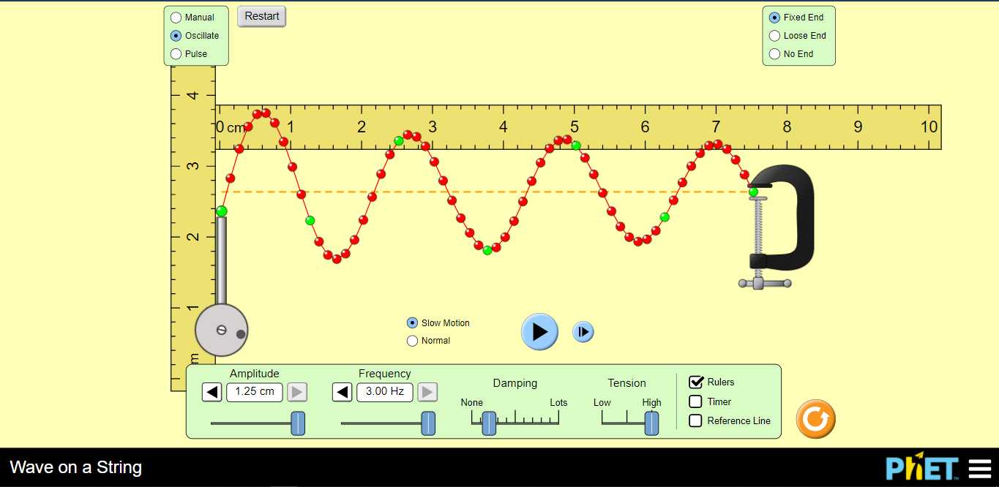 Manual
Oscillate
Pulse
Restart
Fixed End
Loose End
No End
4
3
2
1
m
0 cm 1 2 3 4 5 6 7 8 9 10
Slow Motion
Normal
Amplitude
1.25 cm
Frequency
3.00 Hz
Damping
None Lots
Tension
Low High
Rulers
Timer
Reference Line
Wave on a String
PhET